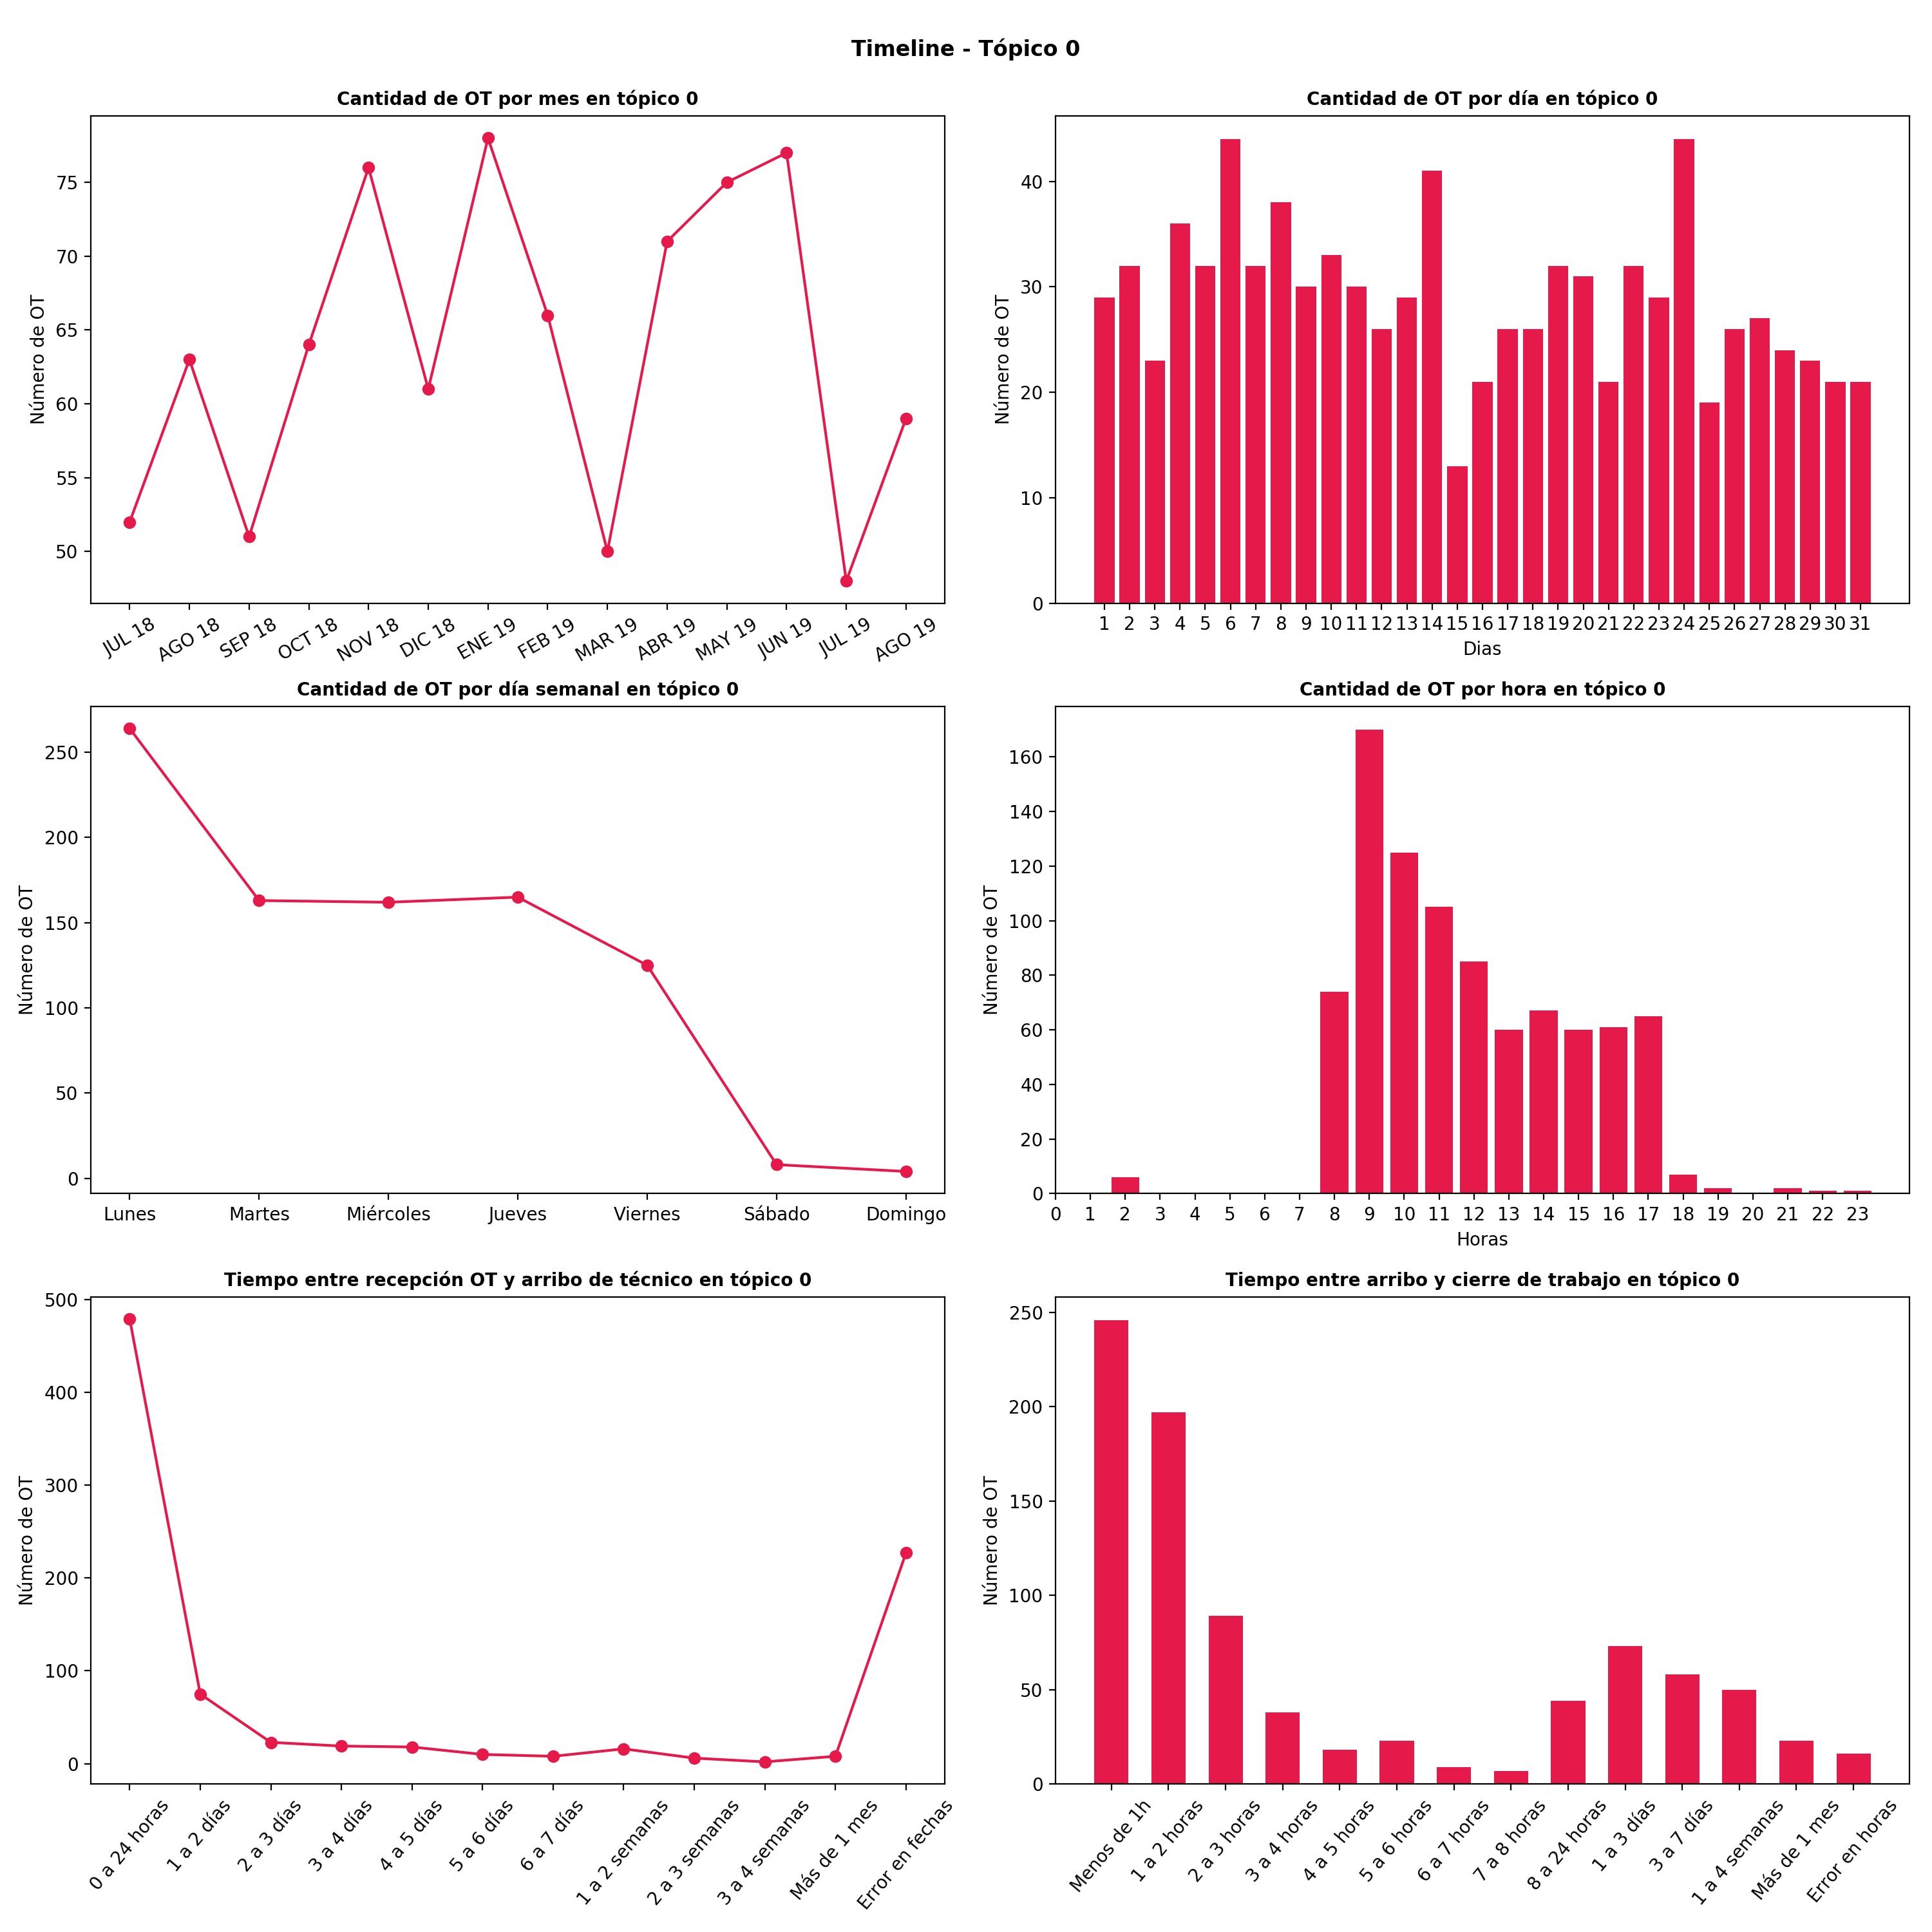 Timeline - Tópico 0
Cantidad de OT por mes en tópico 0
Número de OT
75
70
65
60
55
50
JUL 18 AGO 18 SEP 18 OCT 18 NOV 18 DIC 18 ENE 19 FEB 19 MAR 19 ABR 19 MAY 19 JUN 19 JUL 19 AGO 19
Cantidad de OT por día en tópico 0
Número de OT
40
30
20
10
0
1 2 3 4 5 6 7 8 9 10 11 12 13 14 15 16 17 18 19 20 21 22 23 24 25 26 27 28 29 30 31
Dias
Cantidad de OT por día semanal en tópico 0
Número de OT
250
200
150
100
50
0
Lunes Martes Miércoles Jueves Viernes Sábado Domingo
Cantidad de OT por hora en tópico 0
Número de OT
160
140
120
100
80
60
40
20
0
0 1 2 3 4 5 6 7 8 9 10 11 12 13 14 15 16 17 18 19 20 21 22 23
Horas
Tiempo entre recepción OT y arribo de técnico en tópico 0
Número de OT
500
400
300
200
100
0
0 a 24 horas 1 a 2 días 2 a 3 días 3 a 4 días 4 a 5 días 5 a 6 días 6 a 7 días 1 a 2 semanas 2 a 3 semanas 3 a 4 semanas Más de 1 mes Error en fechas
Tiempo entre arribo y cierre de trabajo en tópico 0
Número de OT
250
200
150
100
50
0
Menos de 1h 1 a 2 horas 2 a 3 horas 3 a 4 horas 4 a 5 horas 5 a 6 horas 6 a 7 horas 7 a 8 horas 8 a 24 horas 1 a 3 días 3 a 7 días 1 a 4 semanas Más de 1 mes Error en horas